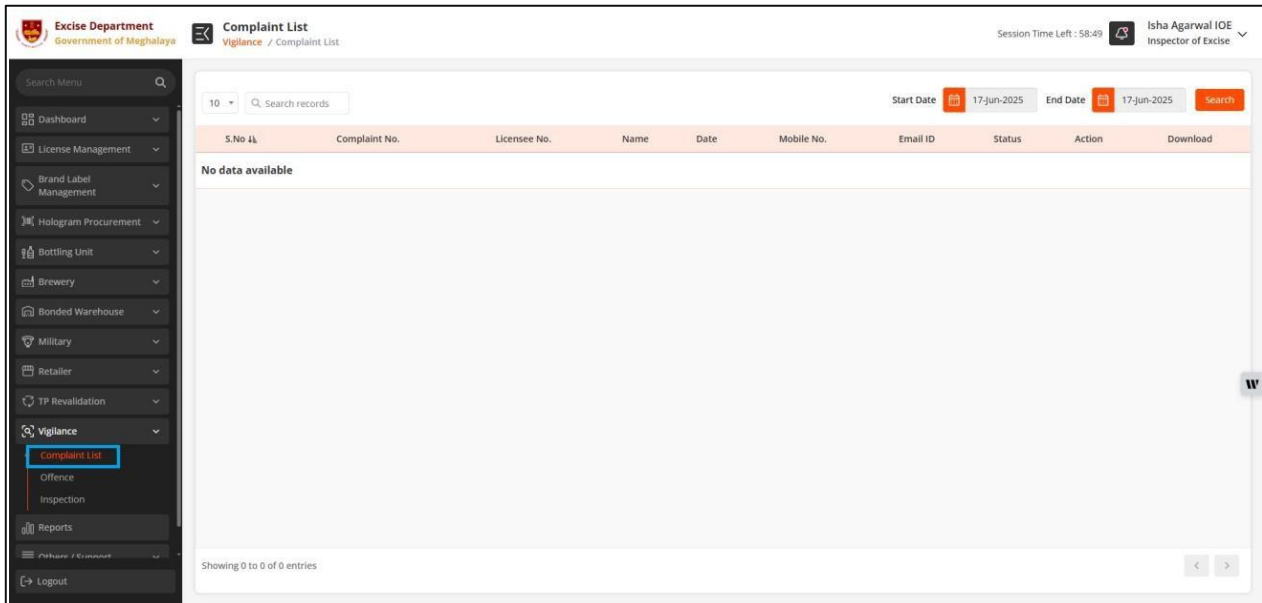 Excise Department
Government of Meghalaya
Complaint List
Vigilance / Complaint List
Session Time Left : 58:49
Isha Agarwal IOE
Inspector of Excise
Search Menu
Dashboard
License Management
Brand Label
Management
Hologram Procurement
Bottling Unit
Brewery
Bonded Warehouse
Military
Retailer
TP Revalidation
Vigilance
Complaint List
Offence
Inspection
Reports
Others / Support
Logout
10 Search records Start Date 17-Jun-2025 End Date 17-Jun-2025 Search
S.No Complaint No. Licensee No. Name Date Mobile No. Email ID Status Action Download
No data available
Showing 0 to 0 of 0 entries
W